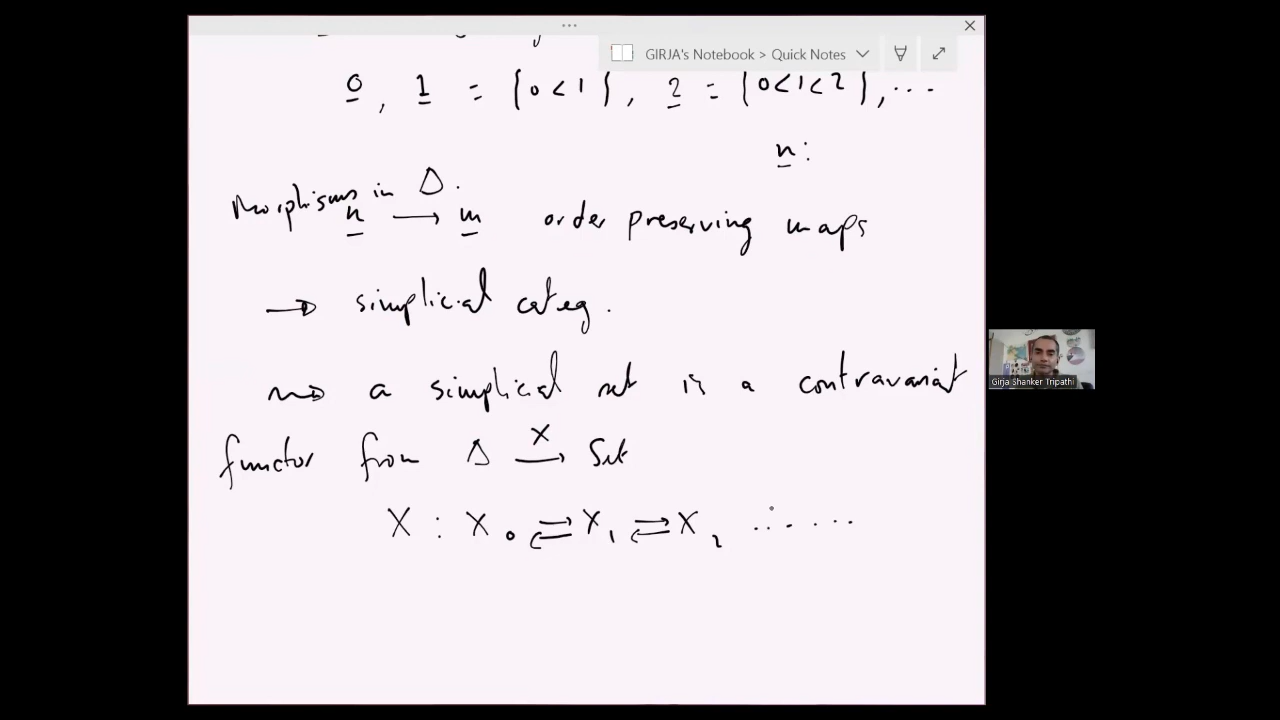 GIRJA's Notebook > Quick Notes
0, 1 = {0<1}, 2 = {0<1<2}, ...
n:
Morphisms in Δ.
n → m order preserving maps
→ simplicial categ.
⇝ a simplicial set is a contravariat
functor from Δ X→ Set
X : X₀ ⇄ X₁ ⇄ X₂ .......
Girja Shanker Tripathi